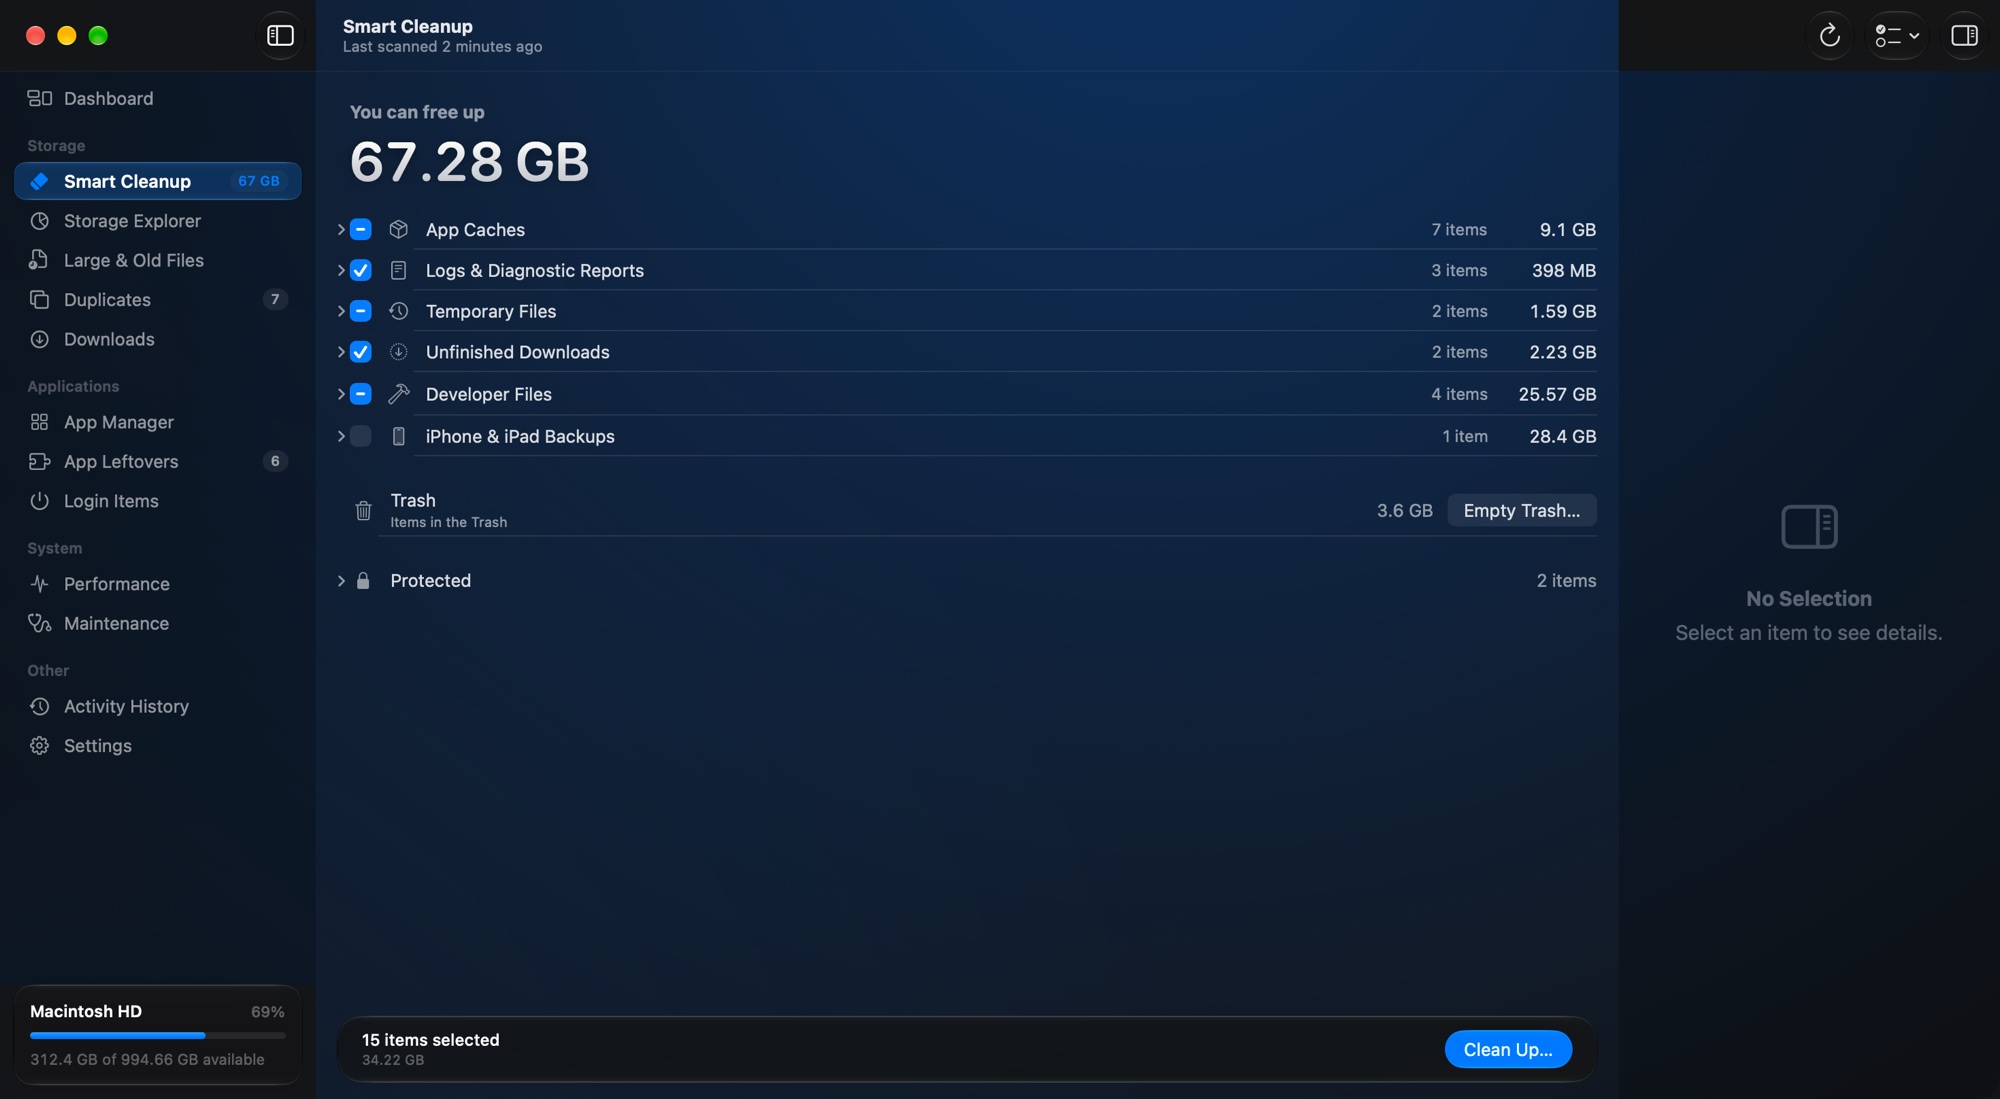 Smart Cleanup
Last scanned 2 minutes ago
Dashboard
Storage
Smart Cleanup 67 GB
Storage Explorer
Large & Old Files
Duplicates 7
Downloads
Applications
App Manager
App Leftovers 6
Login Items
System
Performance
Maintenance
Other
Activity History
Settings
Macintosh HD 69%
312.4 GB of 994.66 GB available
You can free up
67.28 GB
App Caches 7 items 9.1 GB
Logs & Diagnostic Reports 3 items 398 MB
Temporary Files 2 items 1.59 GB
Unfinished Downloads 2 items 2.23 GB
Developer Files 4 items 25.57 GB
iPhone & iPad Backups 1 item 28.4 GB
Trash
Items in the Trash
3.6 GB Empty Trash...
Protected 2 items
15 items selected
34.22 GB
Clean Up...
No Selection
Select an item to see details.